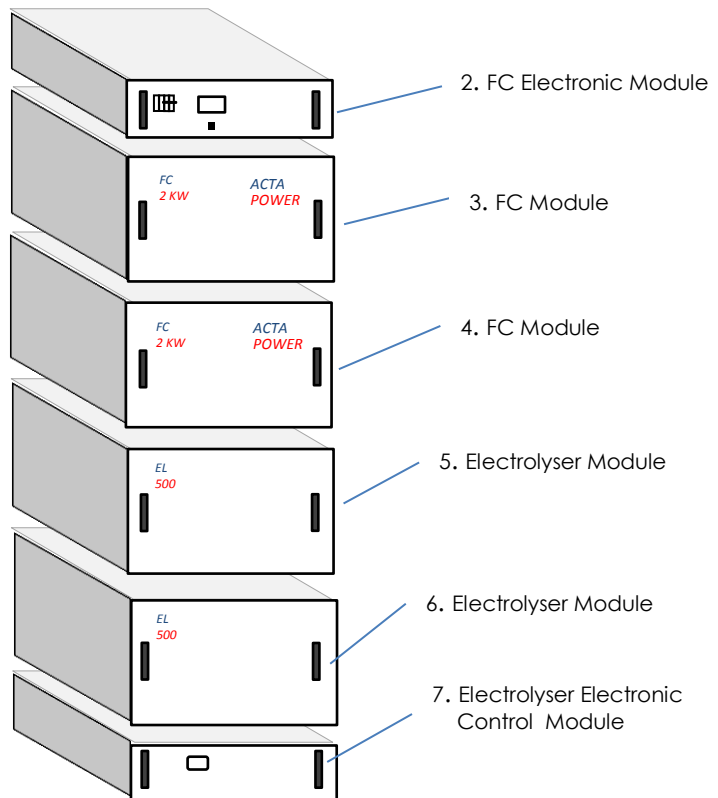 2. FC Electronic Module
FC
2 KW
ACTA
POWER
3. FC Module
FC
2 KW
ACTA
POWER
4. FC Module
EL
500
5. Electrolyser Module
EL
500
6. Electrolyser Module
7. Electrolyser Electronic
Control Module